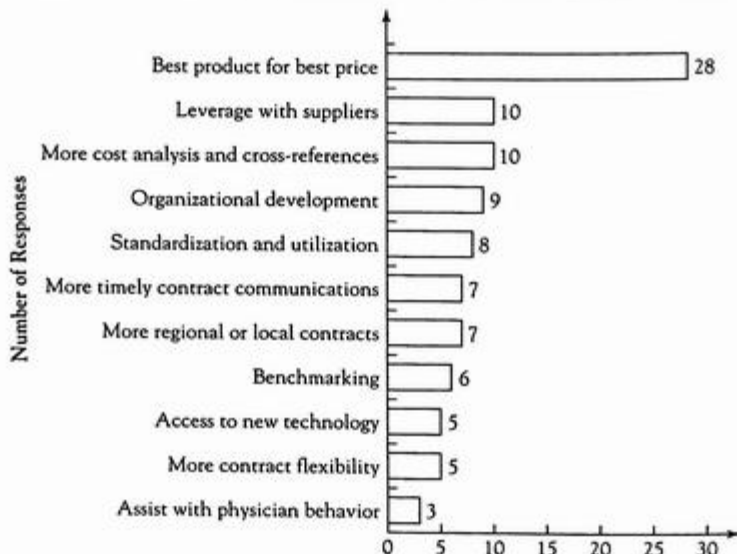 Number of Responses
Best product for best price 28
Leverage with suppliers 10
More cost analysis and cross-references 10
Organizational development 9
Standardization and utilization 8
More timely contract communications 7
More regional or local contracts 7
Benchmarking 6
Access to new technology 5
More contract flexibility 5
Assist with physician behavior 3
0 5 10 15 20 25 30